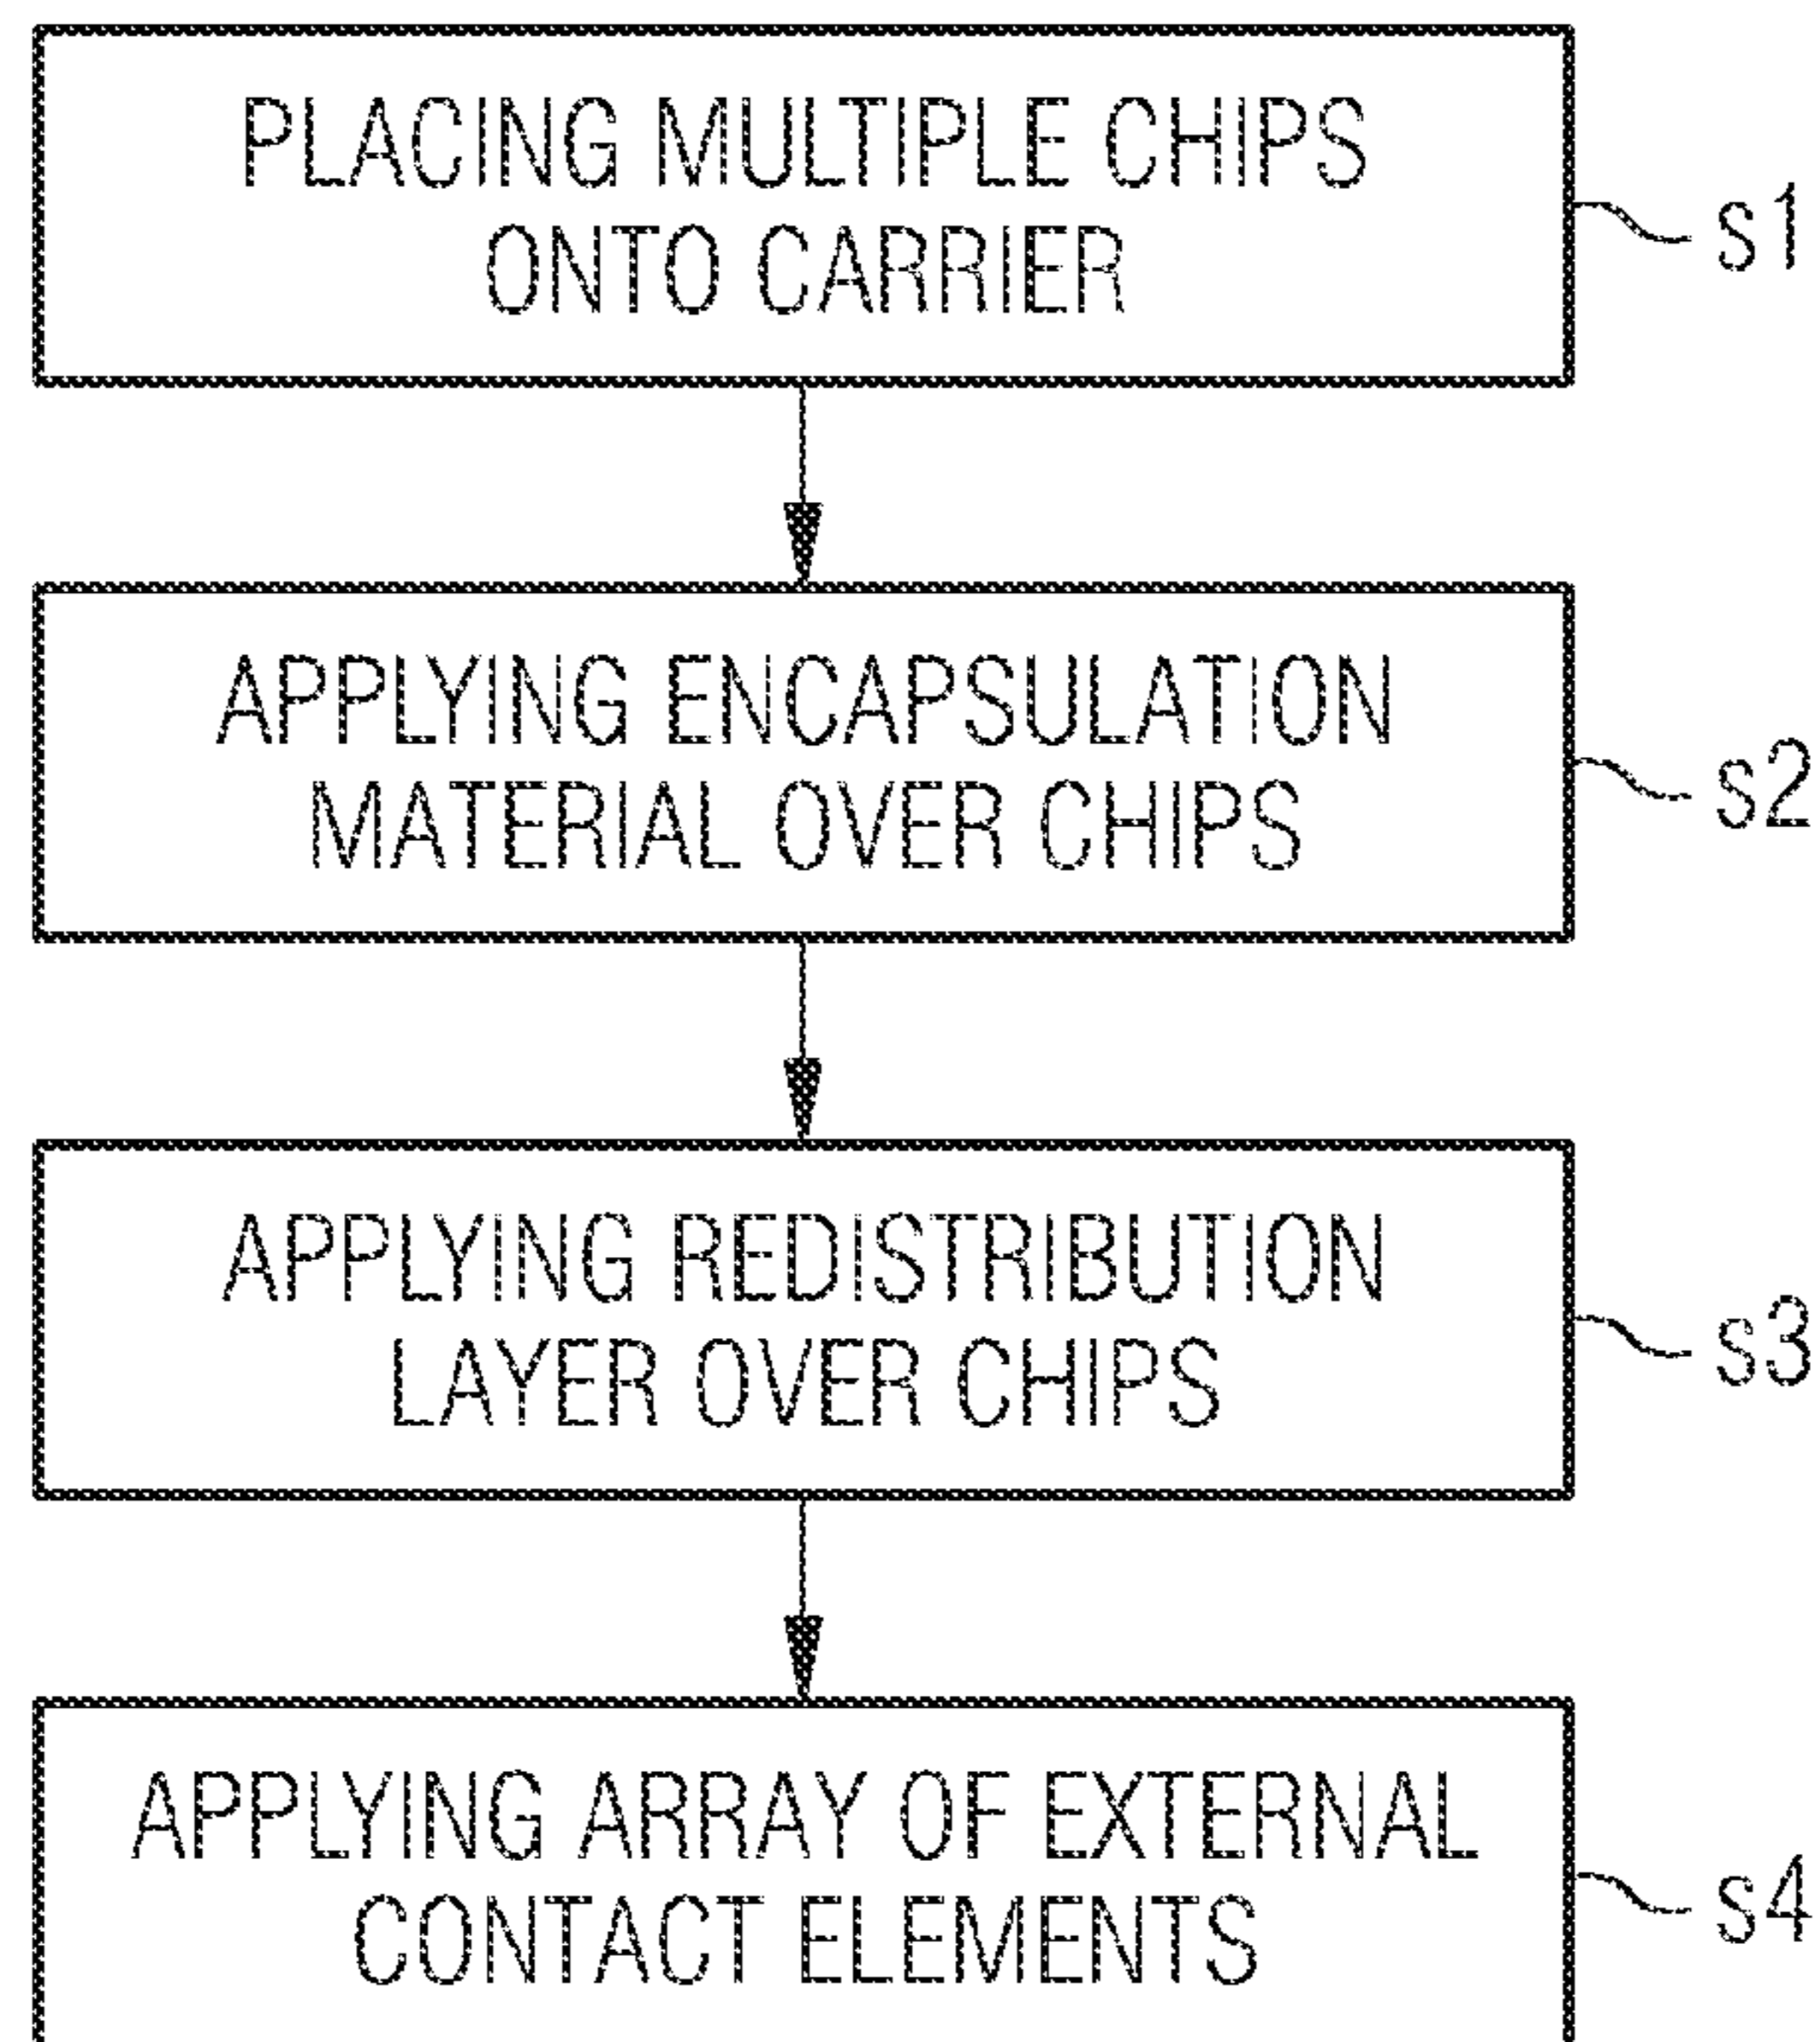 PLACING MULTIPLE CHIPS
ONTO CARRIER
s1
APPLYING ENCAPSULATION
MATERIAL OVER CHIPS
s2
APPLYING REDISTRIBUTION
LAYER OVER CHIPS
s3
APPLYING ARRAY OF EXTERNAL
CONTACT ELEMENTS
s4